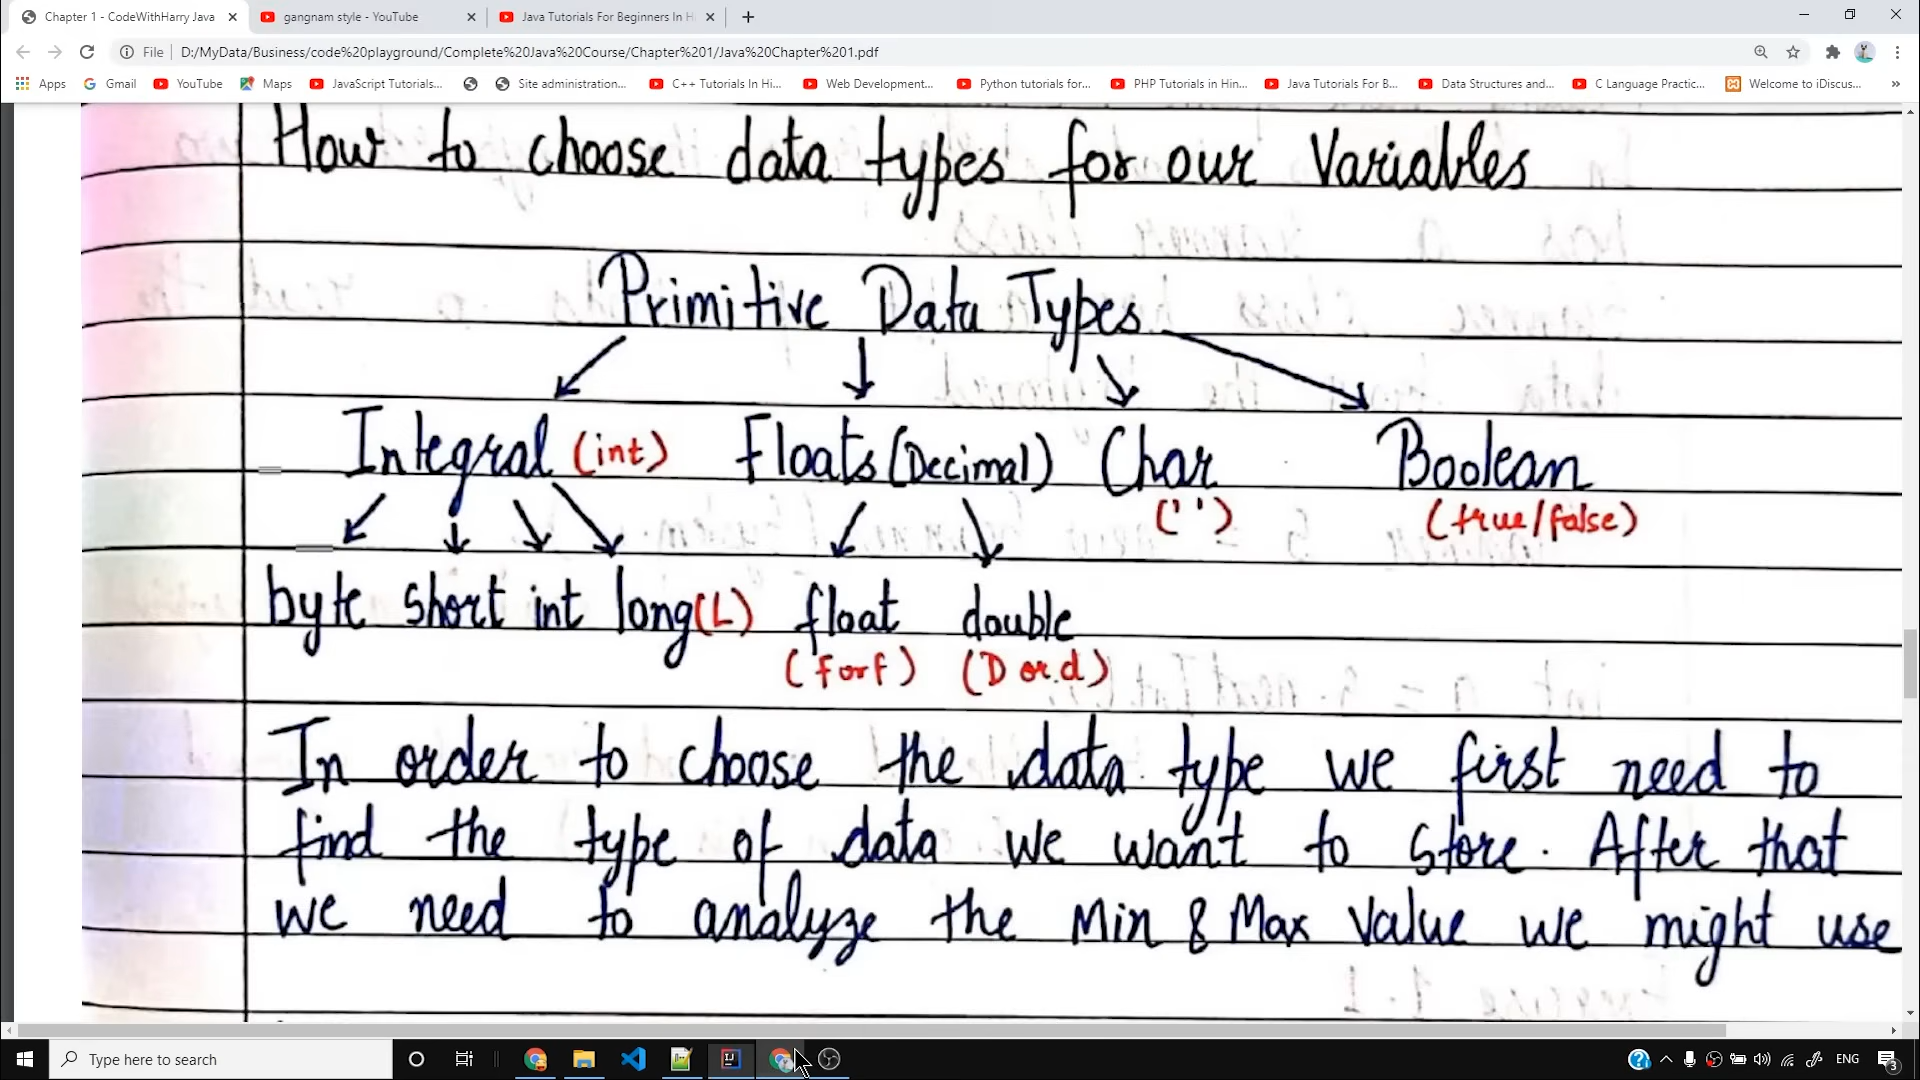 Chapter 1 - CodeWithHarry Java
gangnam style - YouTube
Java Tutorials For Beginners In H
File
D:/MyData/Business/code%20playground/Complete%20Java%20Course/Chapter%201/Java%20Chapter%201.pdf
Apps
Gmail
YouTube
Maps
JavaScript Tutorials...
Site administration...
C++ Tutorials In Hi...
Web Development...
Python tutorials for...
PHP Tutorials in Hin...
Java Tutorials For B...
Data Structures and...
C Language Practic...
Welcome to iDiscus...
How to choose data types for our Variables
Primitive Data Types
Integral (int) Floats (Decimal) Char Boolean
(' ') (true/false)
byte short int long(L) float double
(F or f) (D or d)
In order to choose the data type we first need to
find the type of data we want to store. After that
we need to analyze the Min & Max Value we might use
Type here to search
ENG
3